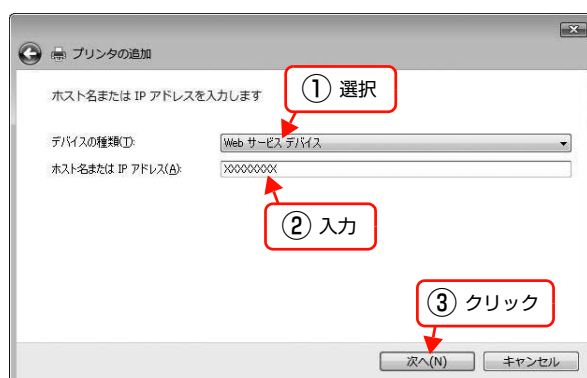 プリンタの追加
ホスト名または IP アドレスを入力します
① 選択
デバイスの種類(T):
Web サービス デバイス
ホスト名または IP アドレス(A):
XXXXXXXX
② 入力
③ クリック
次へ(N)
キャンセル